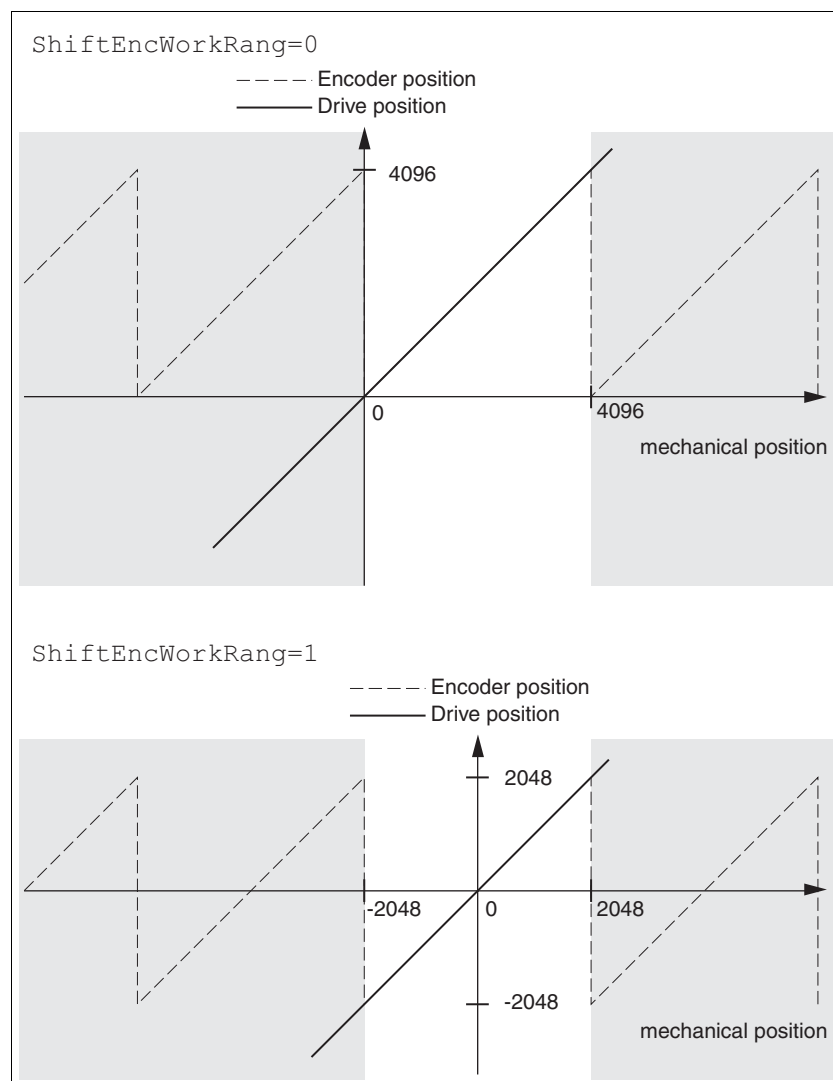 ShiftEncWorkRang=0
Encoder position
Drive position
4096
0
4096
mechanical position
ShiftEncWorkRang=1
Encoder position
Drive position
2048
-2048
0
2048
-2048
mechanical position